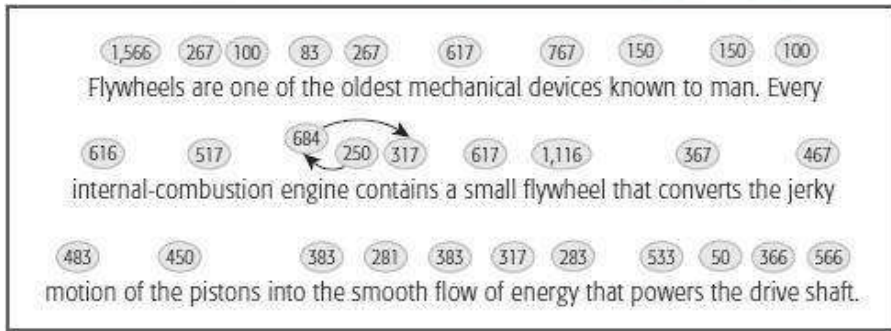 1,566 267 100 83 267 617 767 150 150 100
Flywheels are one of the oldest mechanical devices known to man. Every
616 517 684 250 317 617 1,116 367 467
internal-combustion engine contains a small flywheel that converts the jerky
483 450 383 281 383 317 283 533 50 366 566
motion of the pistons into the smooth flow of energy that powers the drive shaft.